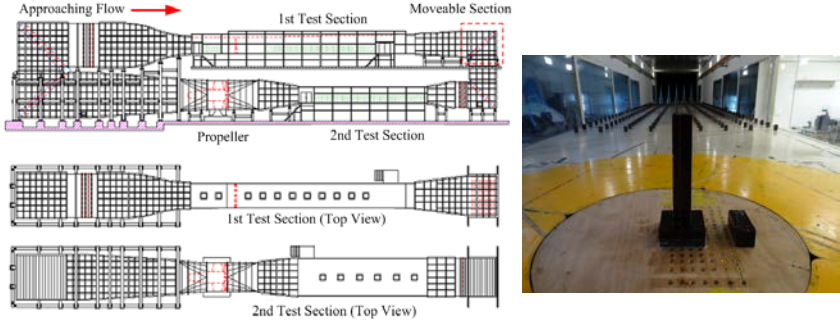 Approaching Flow
1st Test Section
Moveable Section
Propeller
2nd Test Section
1st Test Section (Top View)
2nd Test Section (Top View)